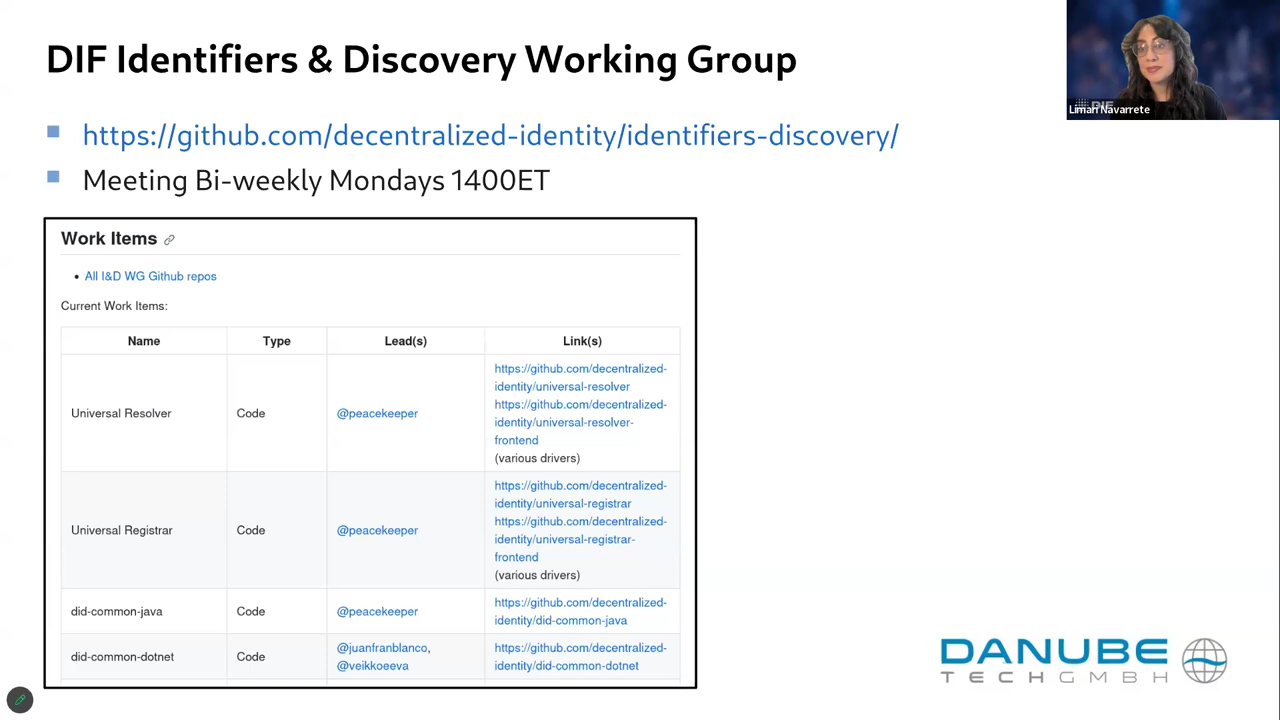 DIF Identifiers & Discovery Working Group
https://github.com/decentralized-identity/identifiers-discovery/
Meeting Bi-weekly Mondays 1400ET
Work Items
All I&D WG Github repos
Current Work Items:
Name Type Lead(s) Link(s)
Universal Resolver Code @peacekeeper https://github.com/decentralized-
identity/universal-resolver
https://github.com/decentralized-
identity/universal-resolver-
frontend
(various drivers)
Universal Registrar Code @peacekeeper https://github.com/decentralized-
identity/universal-registrar
https://github.com/decentralized-
identity/universal-registrar-
frontend
(various drivers)
did-common-java Code @peacekeeper https://github.com/decentralized-
identity/did-common-java
did-common-dotnet Code @juanfranblanco, https://github.com/decentralized-
@veikkoeeva identity/did-common-dotnet
DIF
Liman Navarrete
DANUBE
TECH GMBH